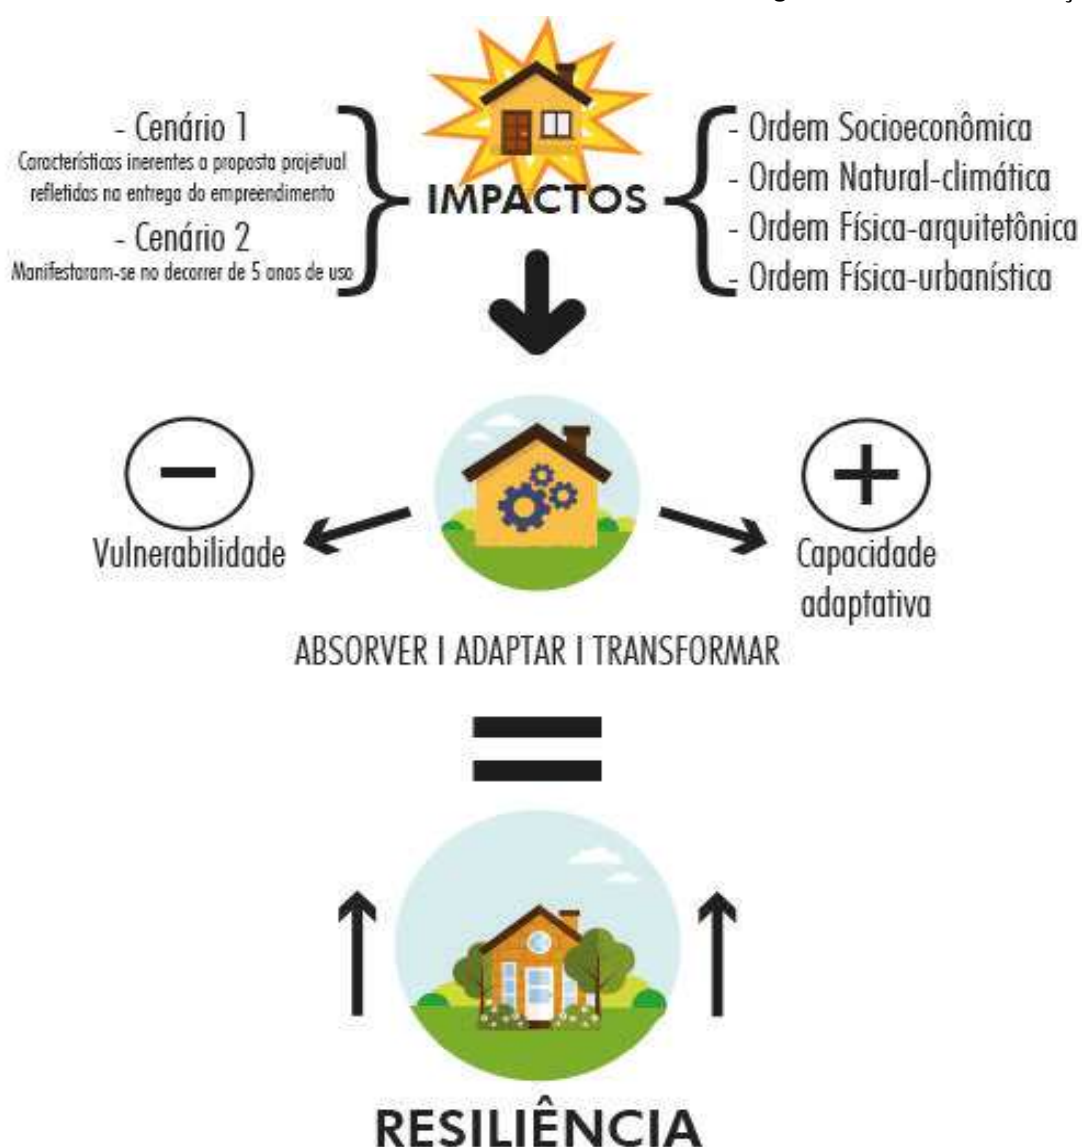 - Cenário 1
Características inerentes a proposta projetual
refletidas na entrega do empreendimento
- Cenário 2
Manifestaram-se no decorrer de 5 anos de uso
IMPACTOS
- Ordem Socioeconômica
- Ordem Natural-climática
- Ordem Física-arquitetônica
- Ordem Física-urbanística
−
Vulnerabilidade
+
Capacidade
adaptativa
ABSORVER I ADAPTAR I TRANSFORMAR
=
RESILIÊNCIA